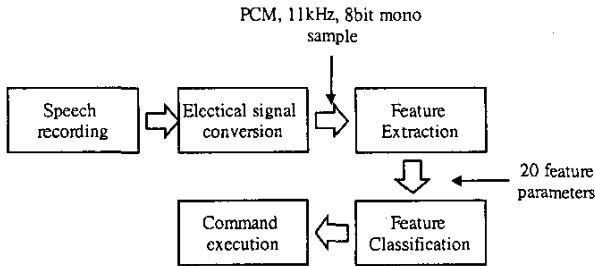 PCM, 11kHz, 8bit mono
sample
Speech
recording
Electical signal
conversion
Feature
Extraction
20 feature
parameters
Command
execution
Feature
Classification